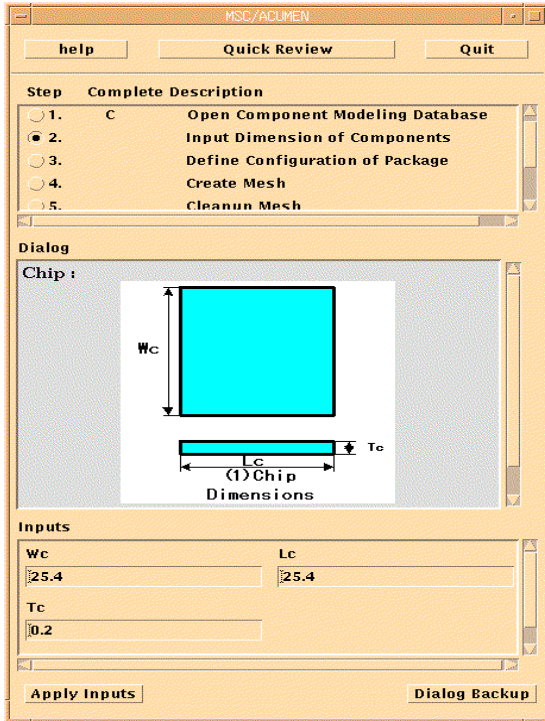 MSC/ACUMEN
help Quick Review Quit
Step Complete Description
1. C Open Component Modeling Database
2. Input Dimension of Components
3. Define Configuration of Package
4. Create Mesh
5. Cleanup Mesh
Dialog
Chip :
Wc
Tc
Lc
(1)Chip
Dimensions
Inputs
Wc Lc
25.4 25.4
Tc
0.2
Apply Inputs Dialog Backup